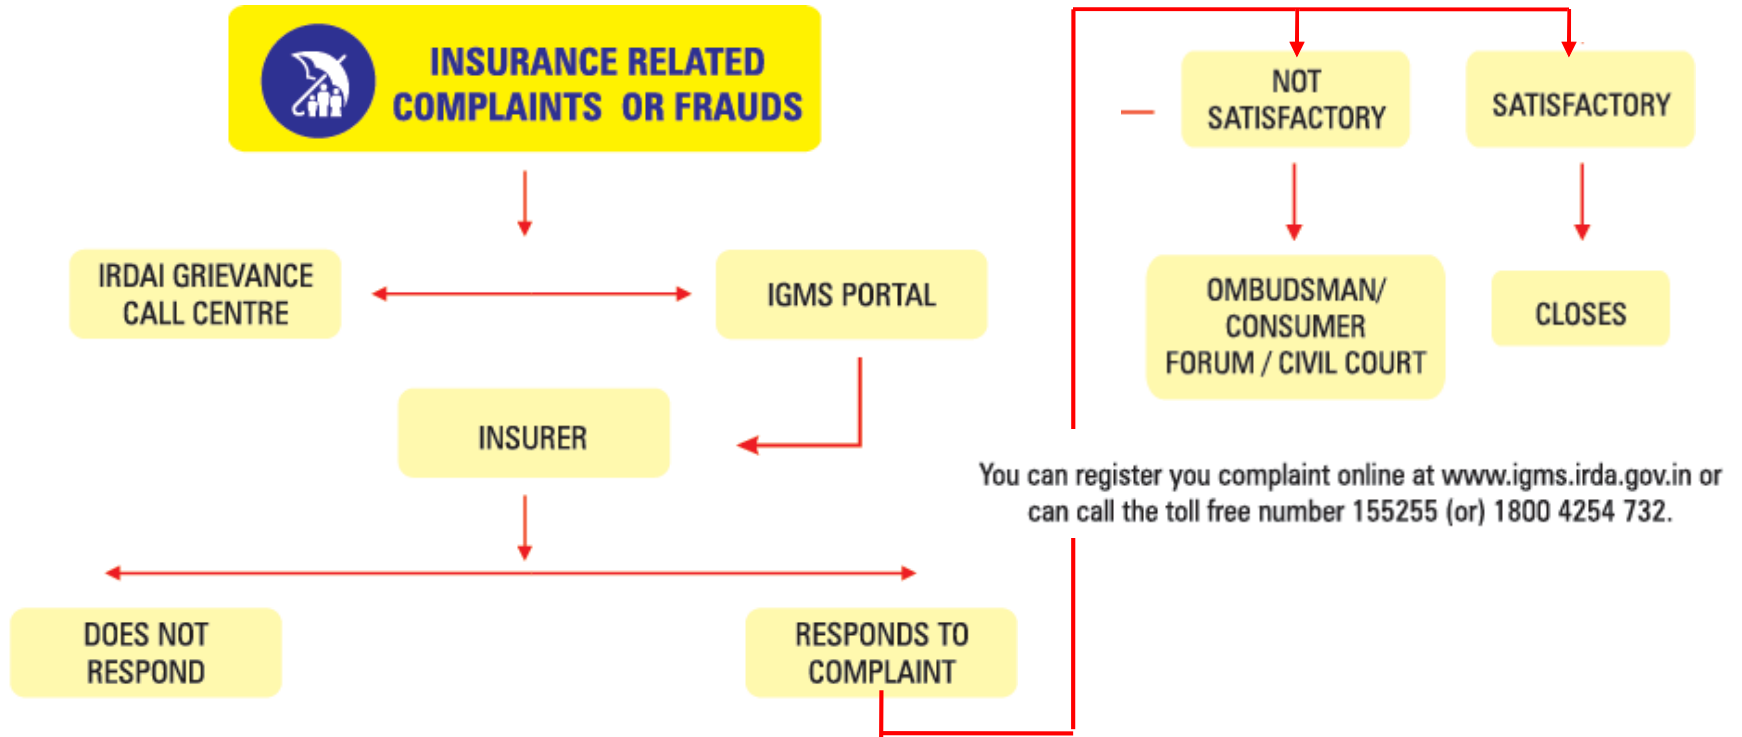 INSURANCE RELATED
COMPLAINTS OR FRAUDS
IRDAI GRIEVANCE
CALL CENTRE
IGMS PORTAL
INSURER
DOES NOT
RESPOND
RESPONDS TO
COMPLAINT
NOT
SATISFACTORY
SATISFACTORY
OMBUDSMAN/
CONSUMER
FORUM / CIVIL COURT
CLOSES
You can register you complaint online at www.igms.irda.gov.in or
can call the toll free number 155255 (or) 1800 4254 732.